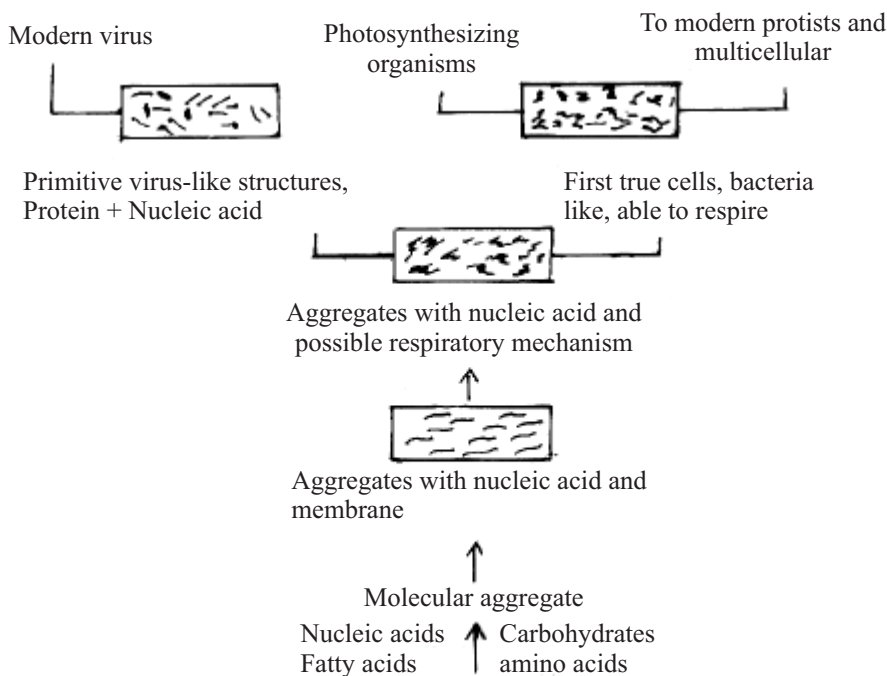 Modern virus
Photosynthesizing
organisms
To modern protists and
multicellular
Primitive virus-like structures,
Protein + Nucleic acid
First true cells, bacteria
like, able to respire
Aggregates with nucleic acid and
possible respiratory mechanism
Aggregates with nucleic acid and
membrane
Molecular aggregate
Nucleic acids
Fatty acids
Carbohydrates
amino acids